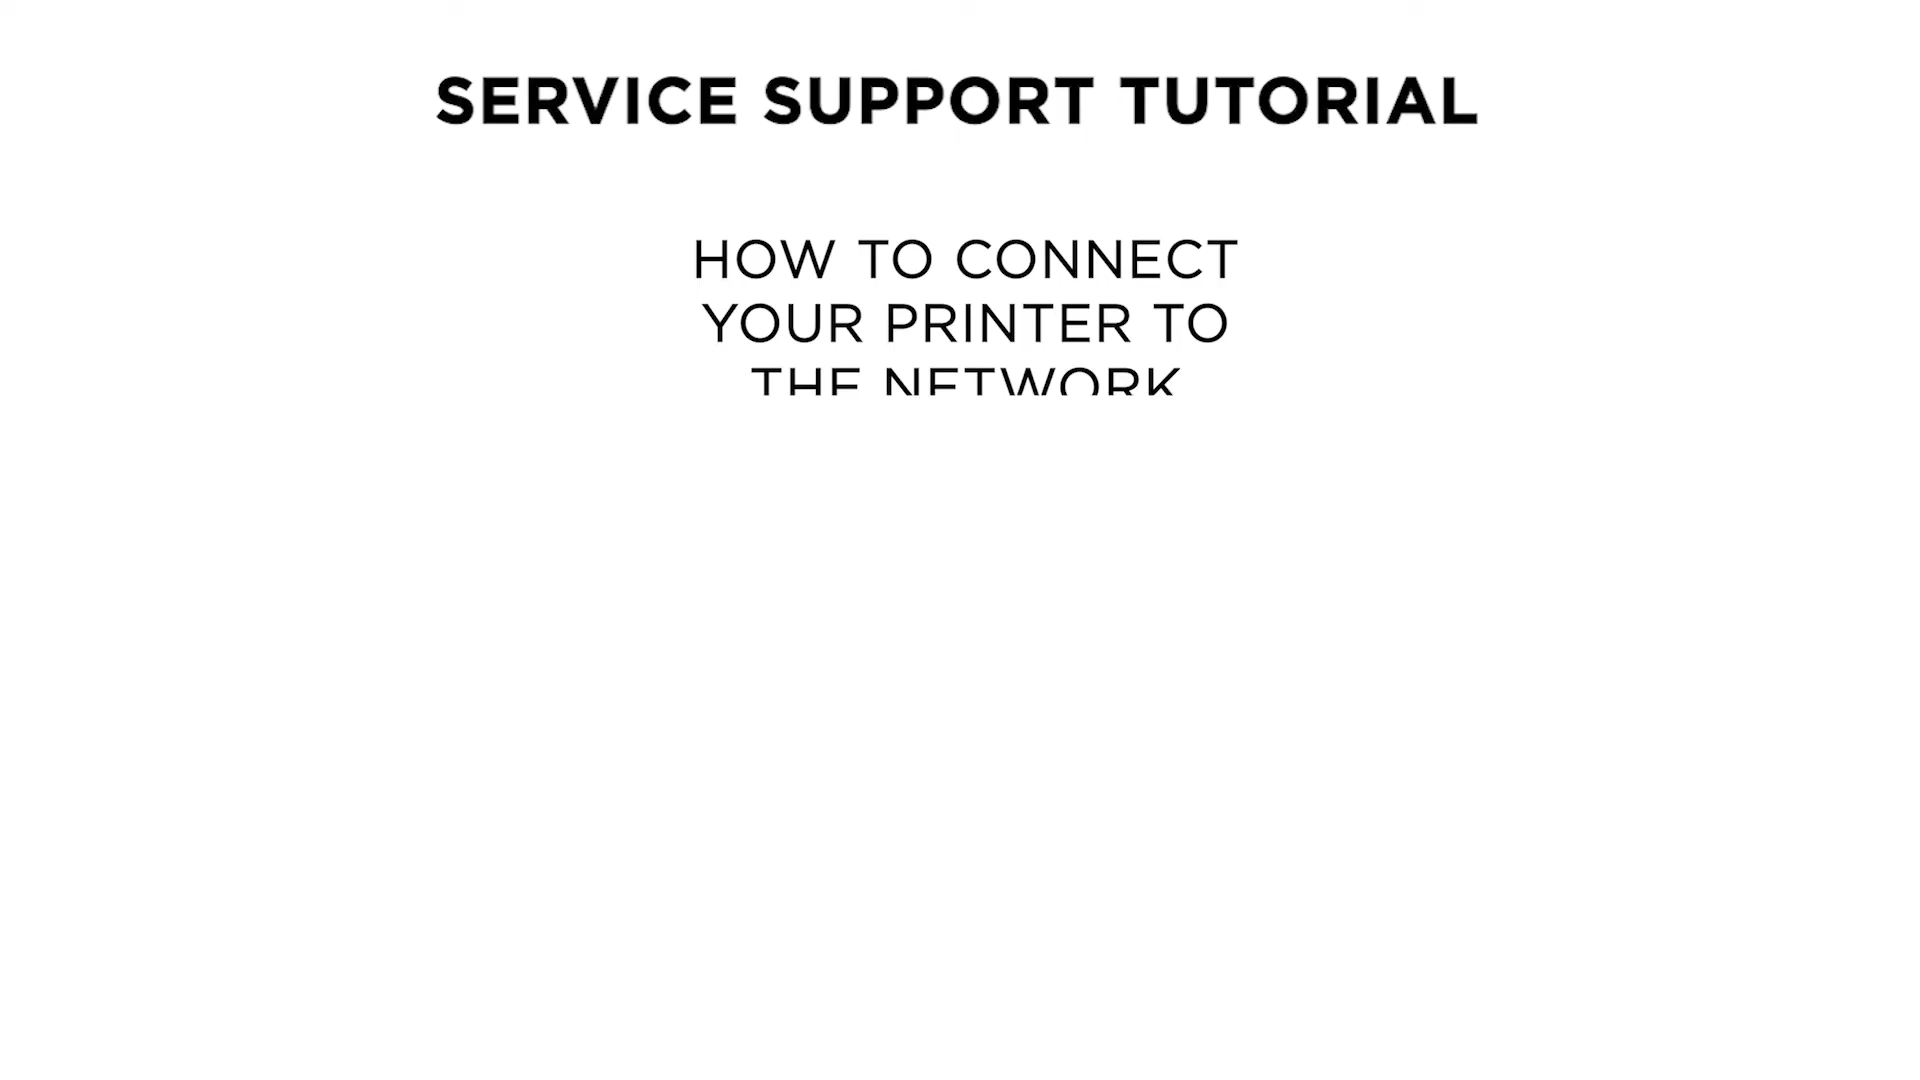 SERVICE SUPPORT TUTORIAL
HOW TO CONNECT
YOUR PRINTER TO
THE NETWORK